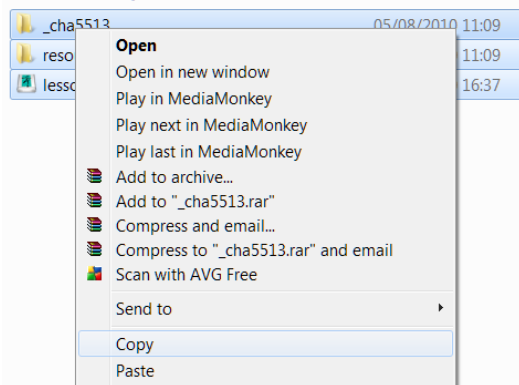 _cha5513 05/08/2010 11:09
reso 11:09
lesso 16:37
Open
Open in new window
Play in MediaMonkey
Play next in MediaMonkey
Play last in MediaMonkey
Add to archive...
Add to "_cha5513.rar"
Compress and email...
Compress to "_cha5513.rar" and email
Scan with AVG Free
Send to
Copy
Paste